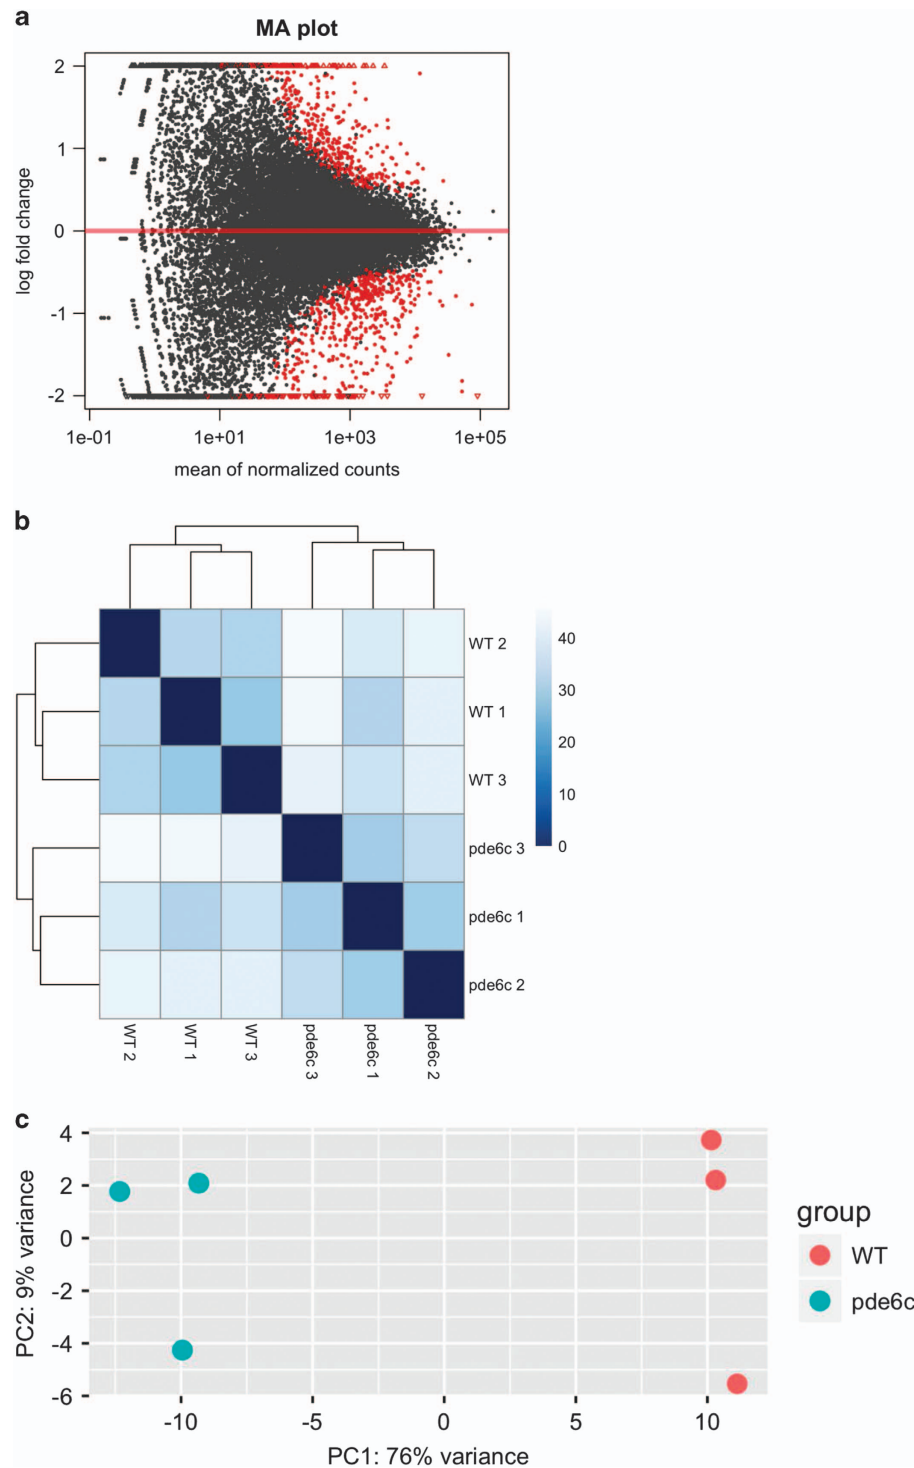 a
MA plot
log fold change
2
1
0
-1
-2
1e-01 1e+01 1e+03 1e+05
mean of normalized counts
b
WT 2
WT 1
WT 3
pde6c 3
pde6c 1
pde6c 2
40
30
20
10
0
WT 2 WT 1 WT 3 pde6c 3 pde6c 1 pde6c 2
c
PC2: 9% variance
4
2
0
-2
-4
-6
-10 -5 0 5 10
PC1: 76% variance
group
WT
pde6c